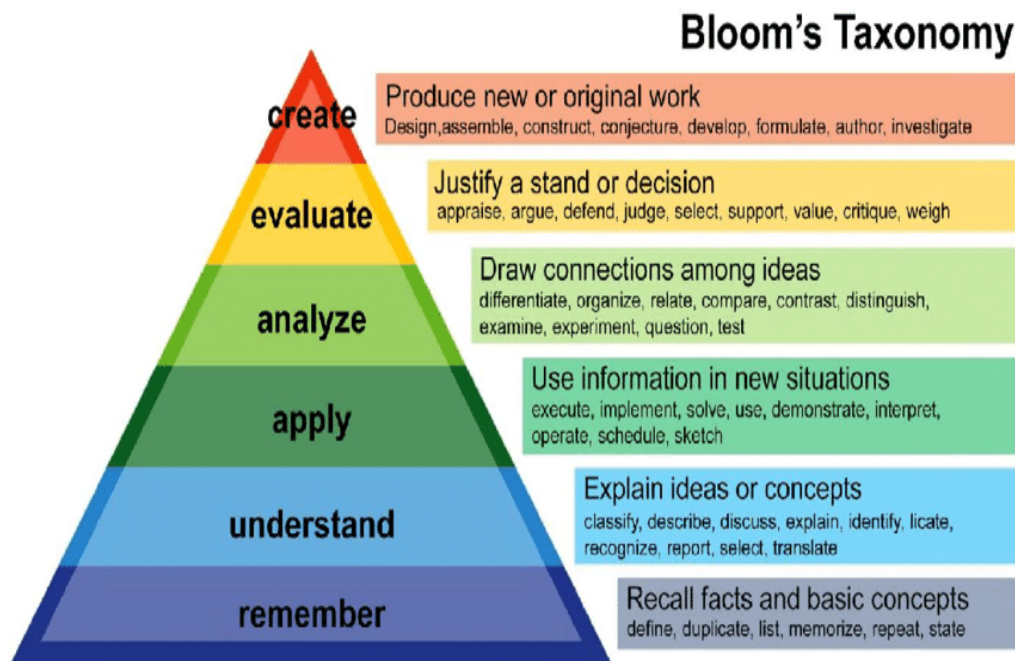 Bloom's Taxonomy
create
Produce new or original work
Design,assemble, construct, conjecture, develop, formulate, author, investigate
evaluate
Justify a stand or decision
appraise, argue, defend, judge, select, support, value, critique, weigh
analyze
Draw connections among ideas
differentiate, organize, relate, compare, contrast, distinguish,
examine, experiment, question, test
apply
Use information in new situations
execute, implement, solve, use, demonstrate, interpret,
operate, schedule, sketch
understand
Explain ideas or concepts
classify, describe, discuss, explain, identify, licate,
recognize, report, select, translate
remember
Recall facts and basic concepts
define, duplicate, list, memorize, repeat, state